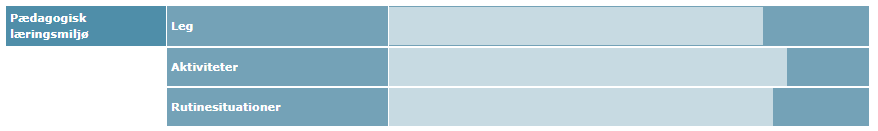 Pædagogisk
læringsmiljø
Leg
Aktiviteter
Rutinesituationer